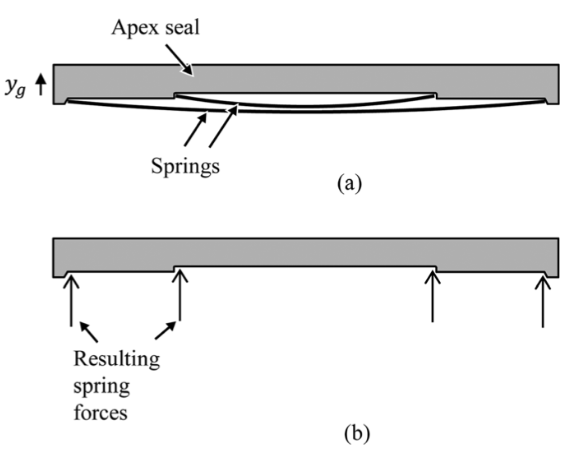 Apex seal
y_g
Springs
(a)
Resulting
spring
forces
(b)